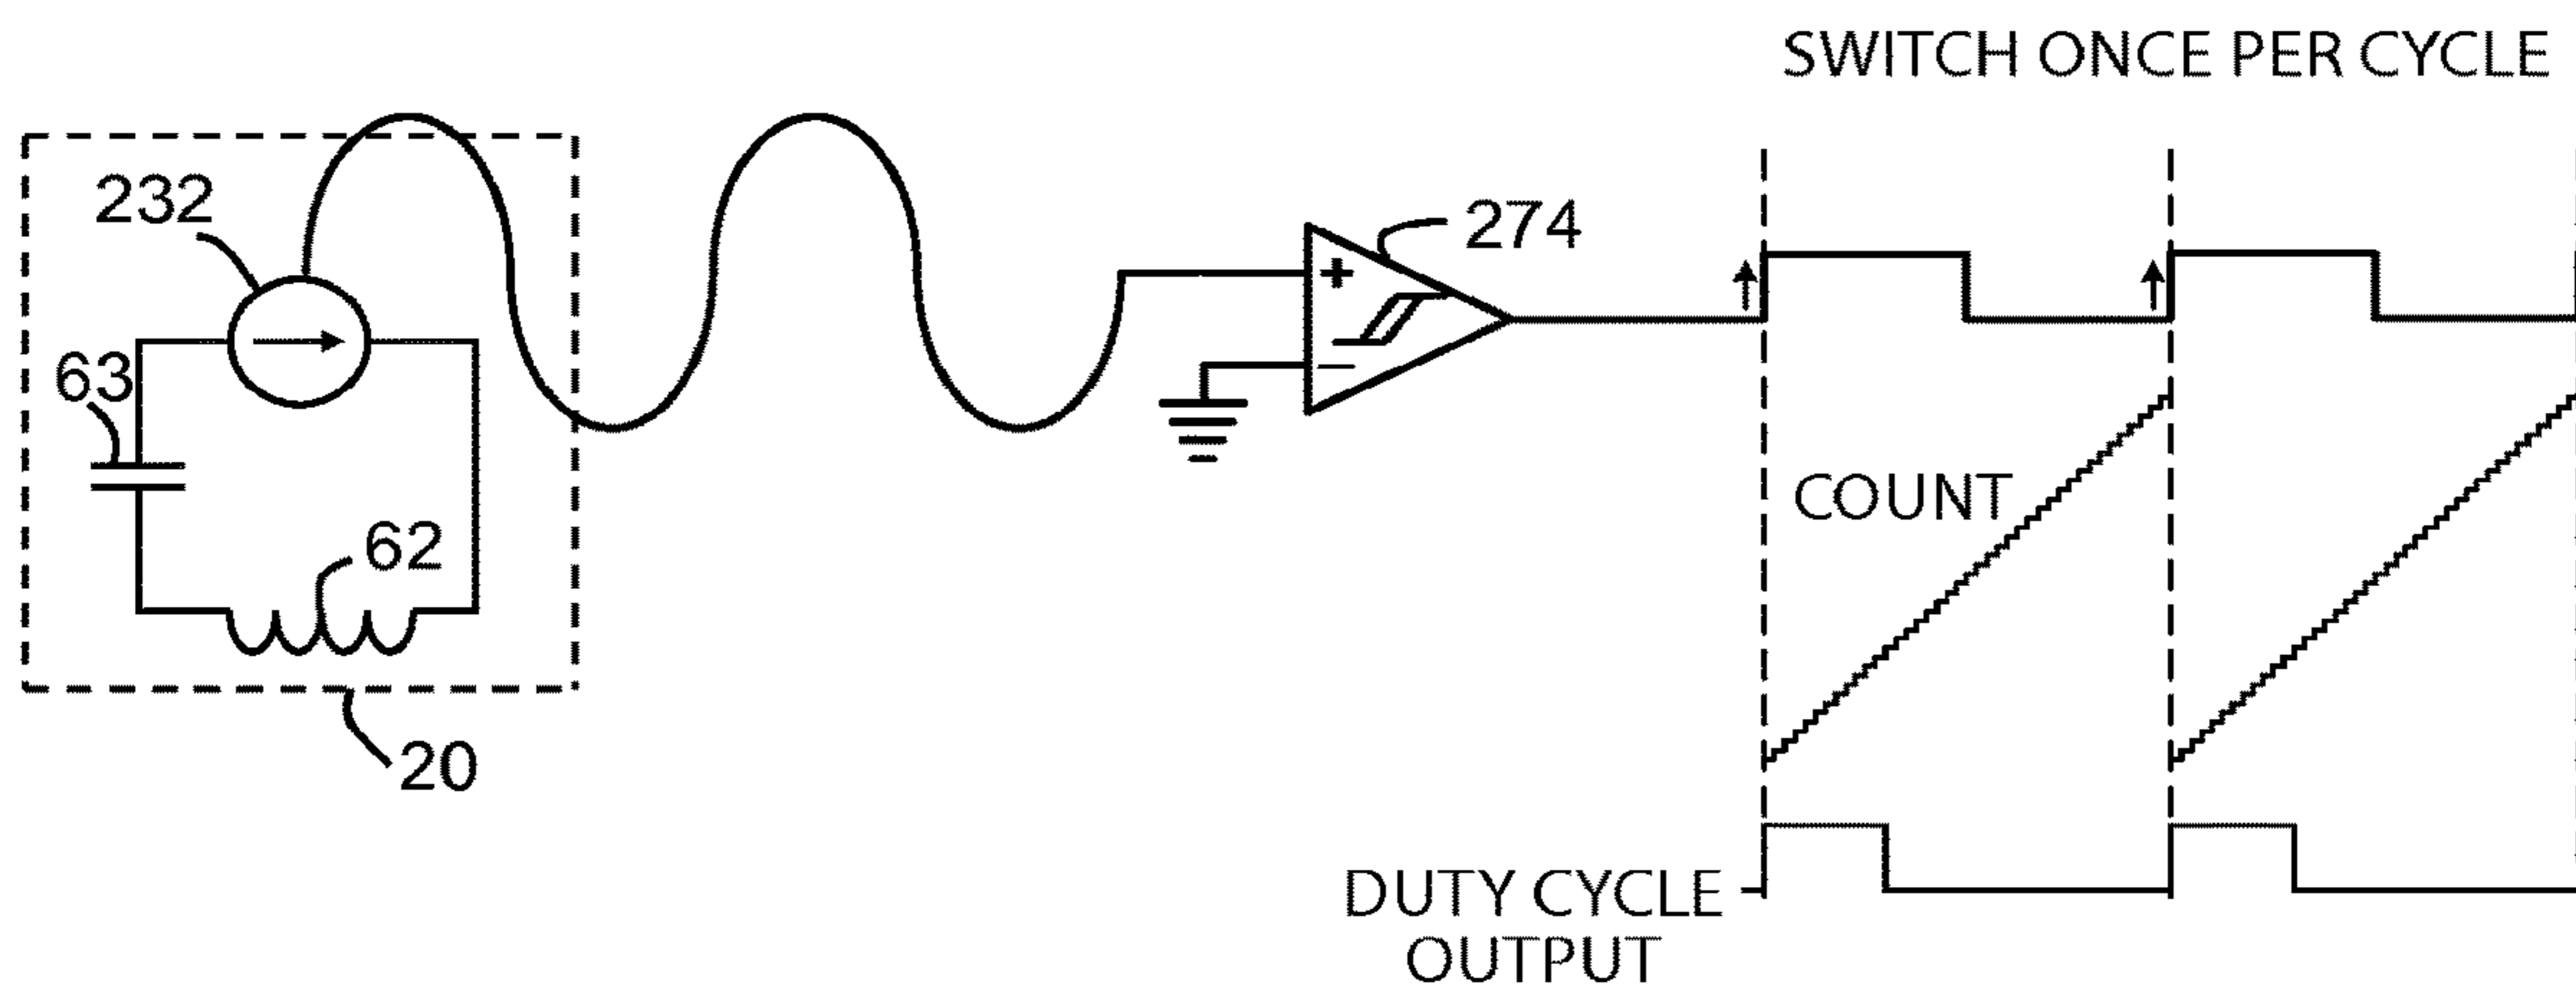 SWITCH ONCE PER CYCLE
232
274
63
+
−
COUNT
62
20
DUTY CYCLE
OUTPUT